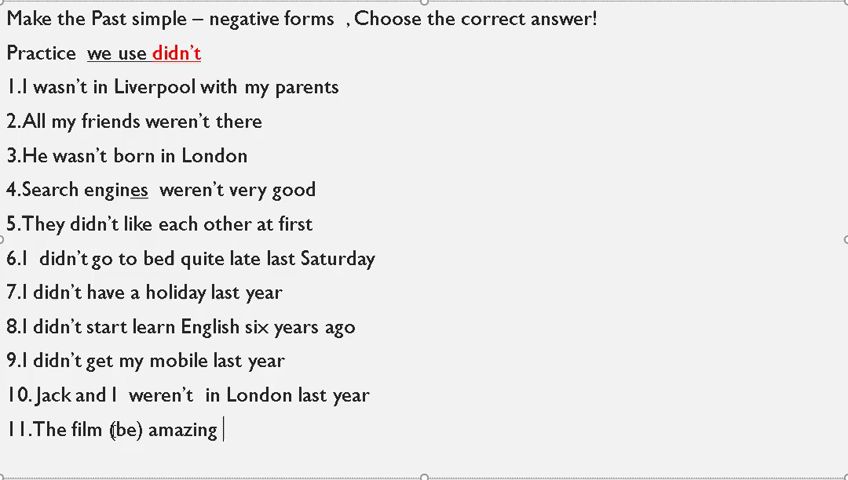 Make the Past simple – negative forms , Choose the correct answer!
Practice we use didn't
1.I wasn't in Liverpool with my parents
2.All my friends weren't there
3.He wasn't born in London
4.Search engines weren't very good
5.They didn't like each other at first
6.I didn't go to bed quite late last Saturday
7.I didn't have a holiday last year
8.I didn't start learn English six years ago
9.I didn't get my mobile last year
10. Jack and I weren't in London last year
11.The film (be) amazing